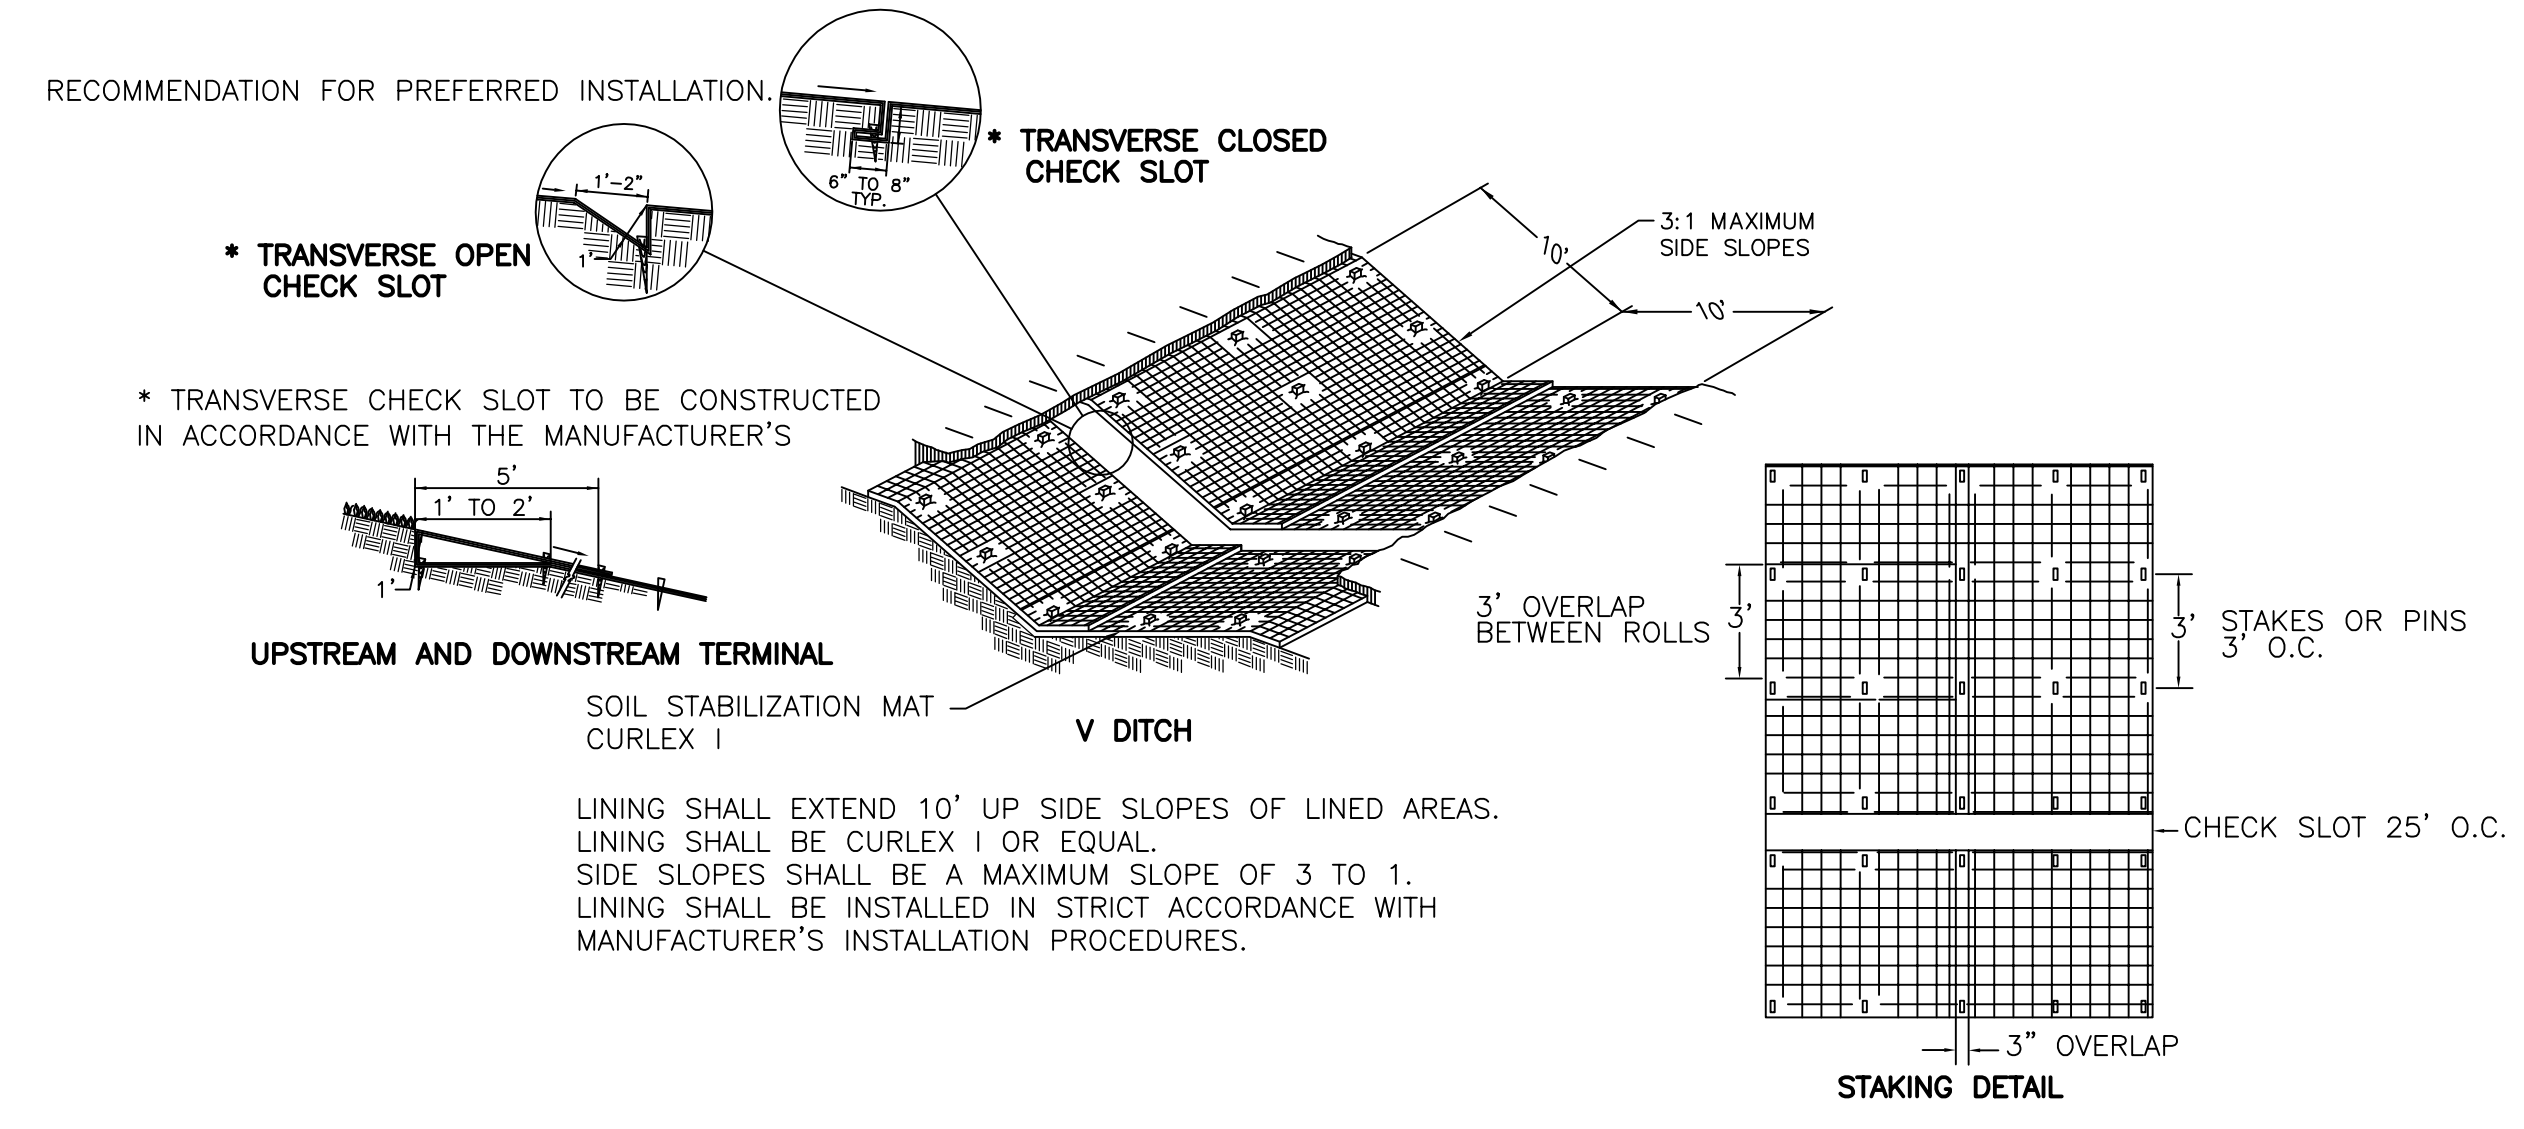 RECOMMENDATION FOR PREFERRED INSTALLATION.
* TRANSVERSE CLOSED
CHECK SLOT
6” TO 8”
TYP.
1'-2”
1'
* TRANSVERSE OPEN
CHECK SLOT
3:1 MAXIMUM
SIDE SLOPES
10'
10'
* TRANSVERSE CHECK SLOT TO BE CONSTRUCTED
IN ACCORDANCE WITH THE MANUFACTURER'S
5'
1' TO 2'
1'
UPSTREAM AND DOWNSTREAM TERMINAL
SOIL STABILIZATION MAT
CURLEX I
V DITCH
LINING SHALL EXTEND 10' UP SIDE SLOPES OF LINED AREAS.
LINING SHALL BE CURLEX I OR EQUAL.
SIDE SLOPES SHALL BE A MAXIMUM SLOPE OF 3 TO 1.
LINING SHALL BE INSTALLED IN STRICT ACCORDANCE WITH
MANUFACTURER'S INSTALLATION PROCEDURES.
3' OVERLAP
BETWEEN ROLLS
3'
3'
STAKES OR PINS
3' O.C.
CHECK SLOT 25' O.C.
3” OVERLAP
STAKING DETAIL